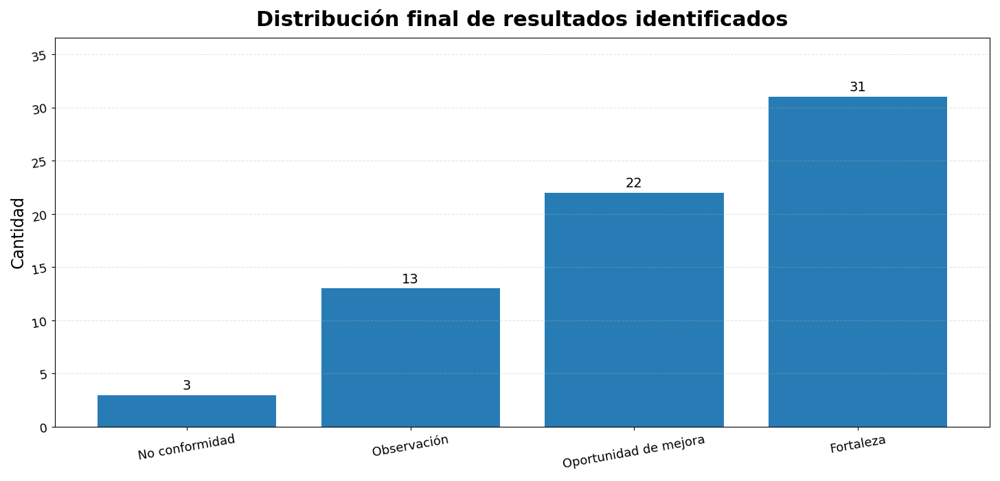 Distribución final de resultados identificados
Cantidad
35
30
25
20
15
10
5
0
3
13
22
31
No conformidad
Observación
Oportunidad de mejora
Fortaleza